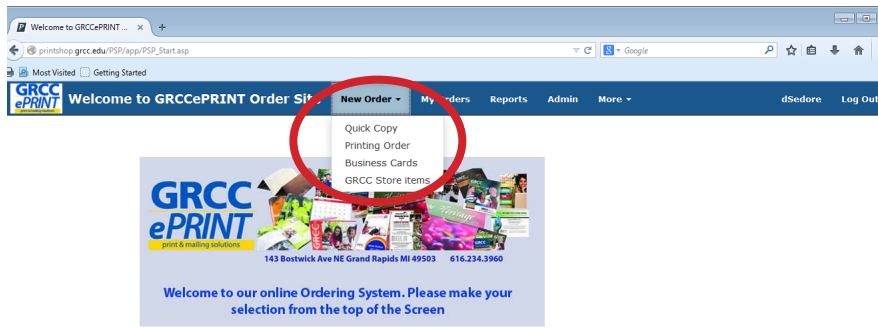 Welcome to GRCCePRINT ... × +
printshop.grcc.edu/PSP/app/PSP_Start.asp Google
Most Visited Getting Started
GRCC
ePRINT
print & mailing solutions
Welcome to GRCCePRINT Order Site New Order My Orders Reports Admin More dSedore Log Out
Quick Copy
Printing Order
Business Cards
GRCC Store items
GRCC
ePRINT
print & mailing solutions
143 Bostwick Ave NE Grand Rapids MI 49503 616.234.3960
Welcome to our online Ordering System. Please make your
selection from the top of the Screen